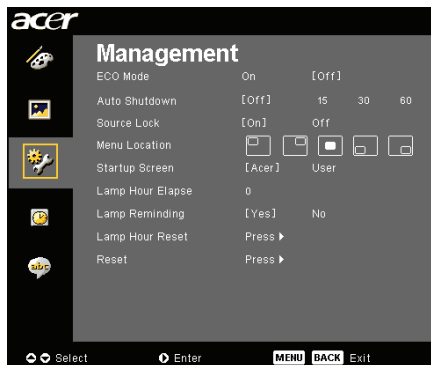 acer
Management
ECO Mode On [Off]
Auto Shutdown [Off] 15 30 60
Source Lock [On] Off
Menu Location
Startup Screen [Acer] User
Lamp Hour Elapse 0
Lamp Reminding [Yes] No
Lamp Hour Reset Press
Reset Press
abc
Select Enter MENU BACK Exit